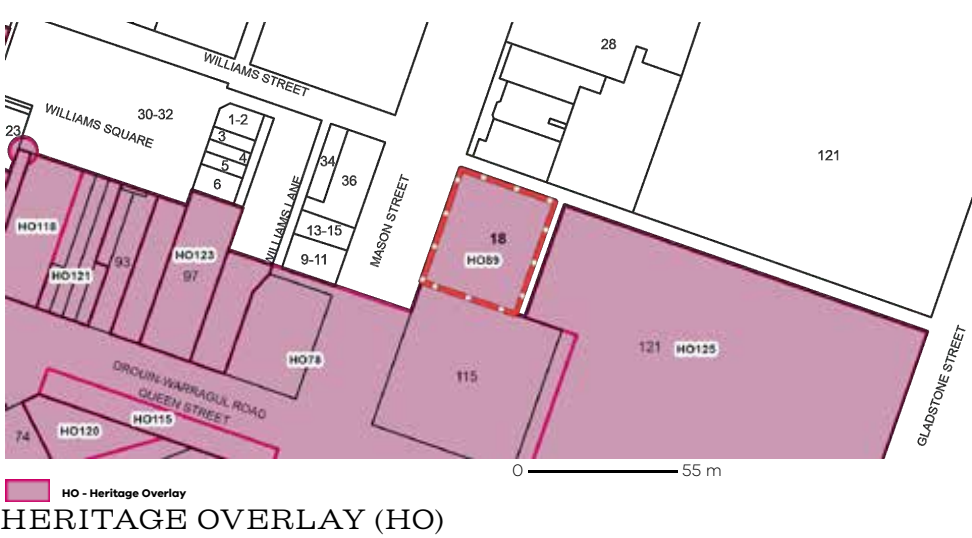 28
WILLIAMS STREET
30-32
WILLIAMS SQUARE
1-2
23
3
4
5
6
34
36
121
WILLIAMS LANE
MASON STREET
HO118
13-15
9-11
18
HO89
HO123
93
HO121
97
121
HO125
HO78
115
GLADSTONE STREET
DROUIN-WARRAGUL ROAD
QUEEN STREET
HO115
HO120
74
0 55 m
HO - Heritage Overlay
HERITAGE OVERLAY (HO)